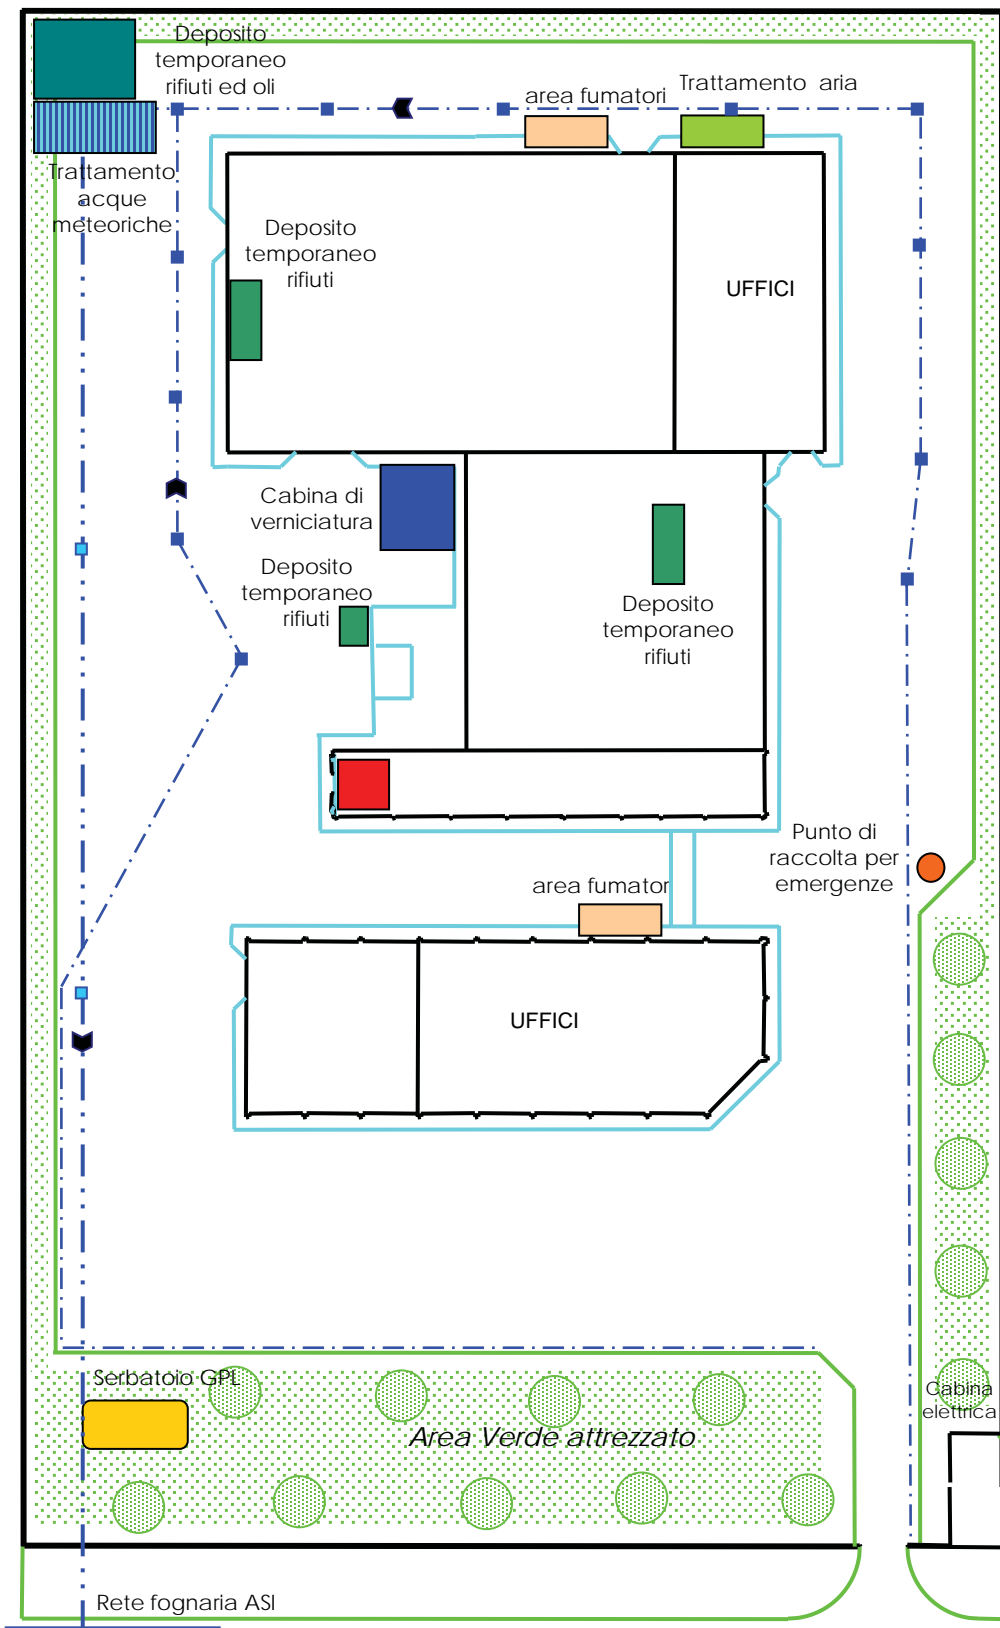 Deposito
temporaneo
rifiuti ed oli
area fumatori
Trattamento aria
Trattamento
acque
meteoriche
Deposito
temporaneo
rifiuti
UFFICI
Cabina di
verniciatura
Deposito
temporaneo
rifiuti
Deposito
temporaneo
rifiuti
Punto di
raccolta per
emergenze
area fumator
UFFICI
Serbatoio GPL
Cabina
elettrica
Area Verde attrezzato
Rete fognaria ASI